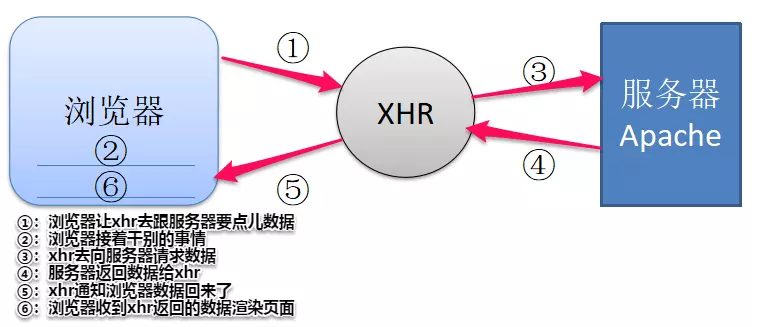 ①
浏览器
②
⑥
XHR
③
④
⑤
服务器
Apache
①：浏览器让xhr去跟服务器要点儿数据
②：浏览器接着干别的事情
③：xhr去向服务器请求数据
④：服务器返回数据给xhr
⑤：xhr通知浏览器数据回来了
⑥：浏览器收到xhr返回的数据渲染页面